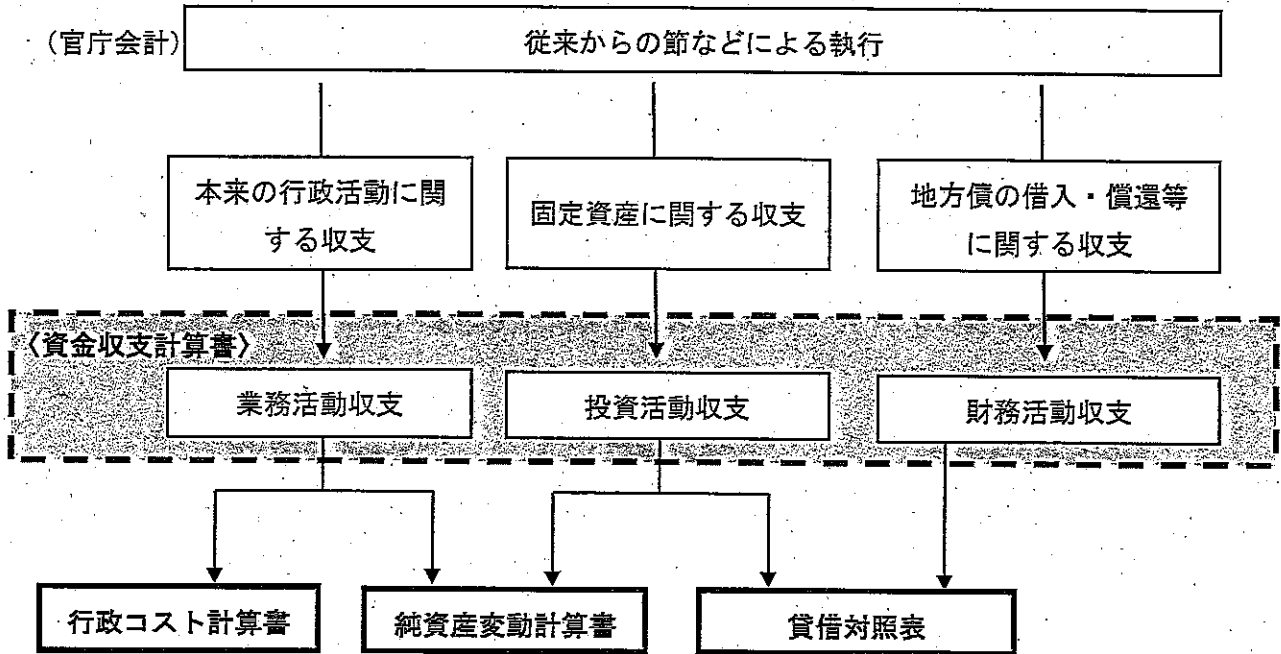 (官庁会計)
従来からの節などによる執行
本来の行政活動に関
する収支
固定資産に関する収支
地方債の借入・償還等
に関する収支
〈資金収支計算書〉
業務活動収支
投資活動収支
財務活動収支
行政コスト計算書
純資産変動計算書
貸借対照表